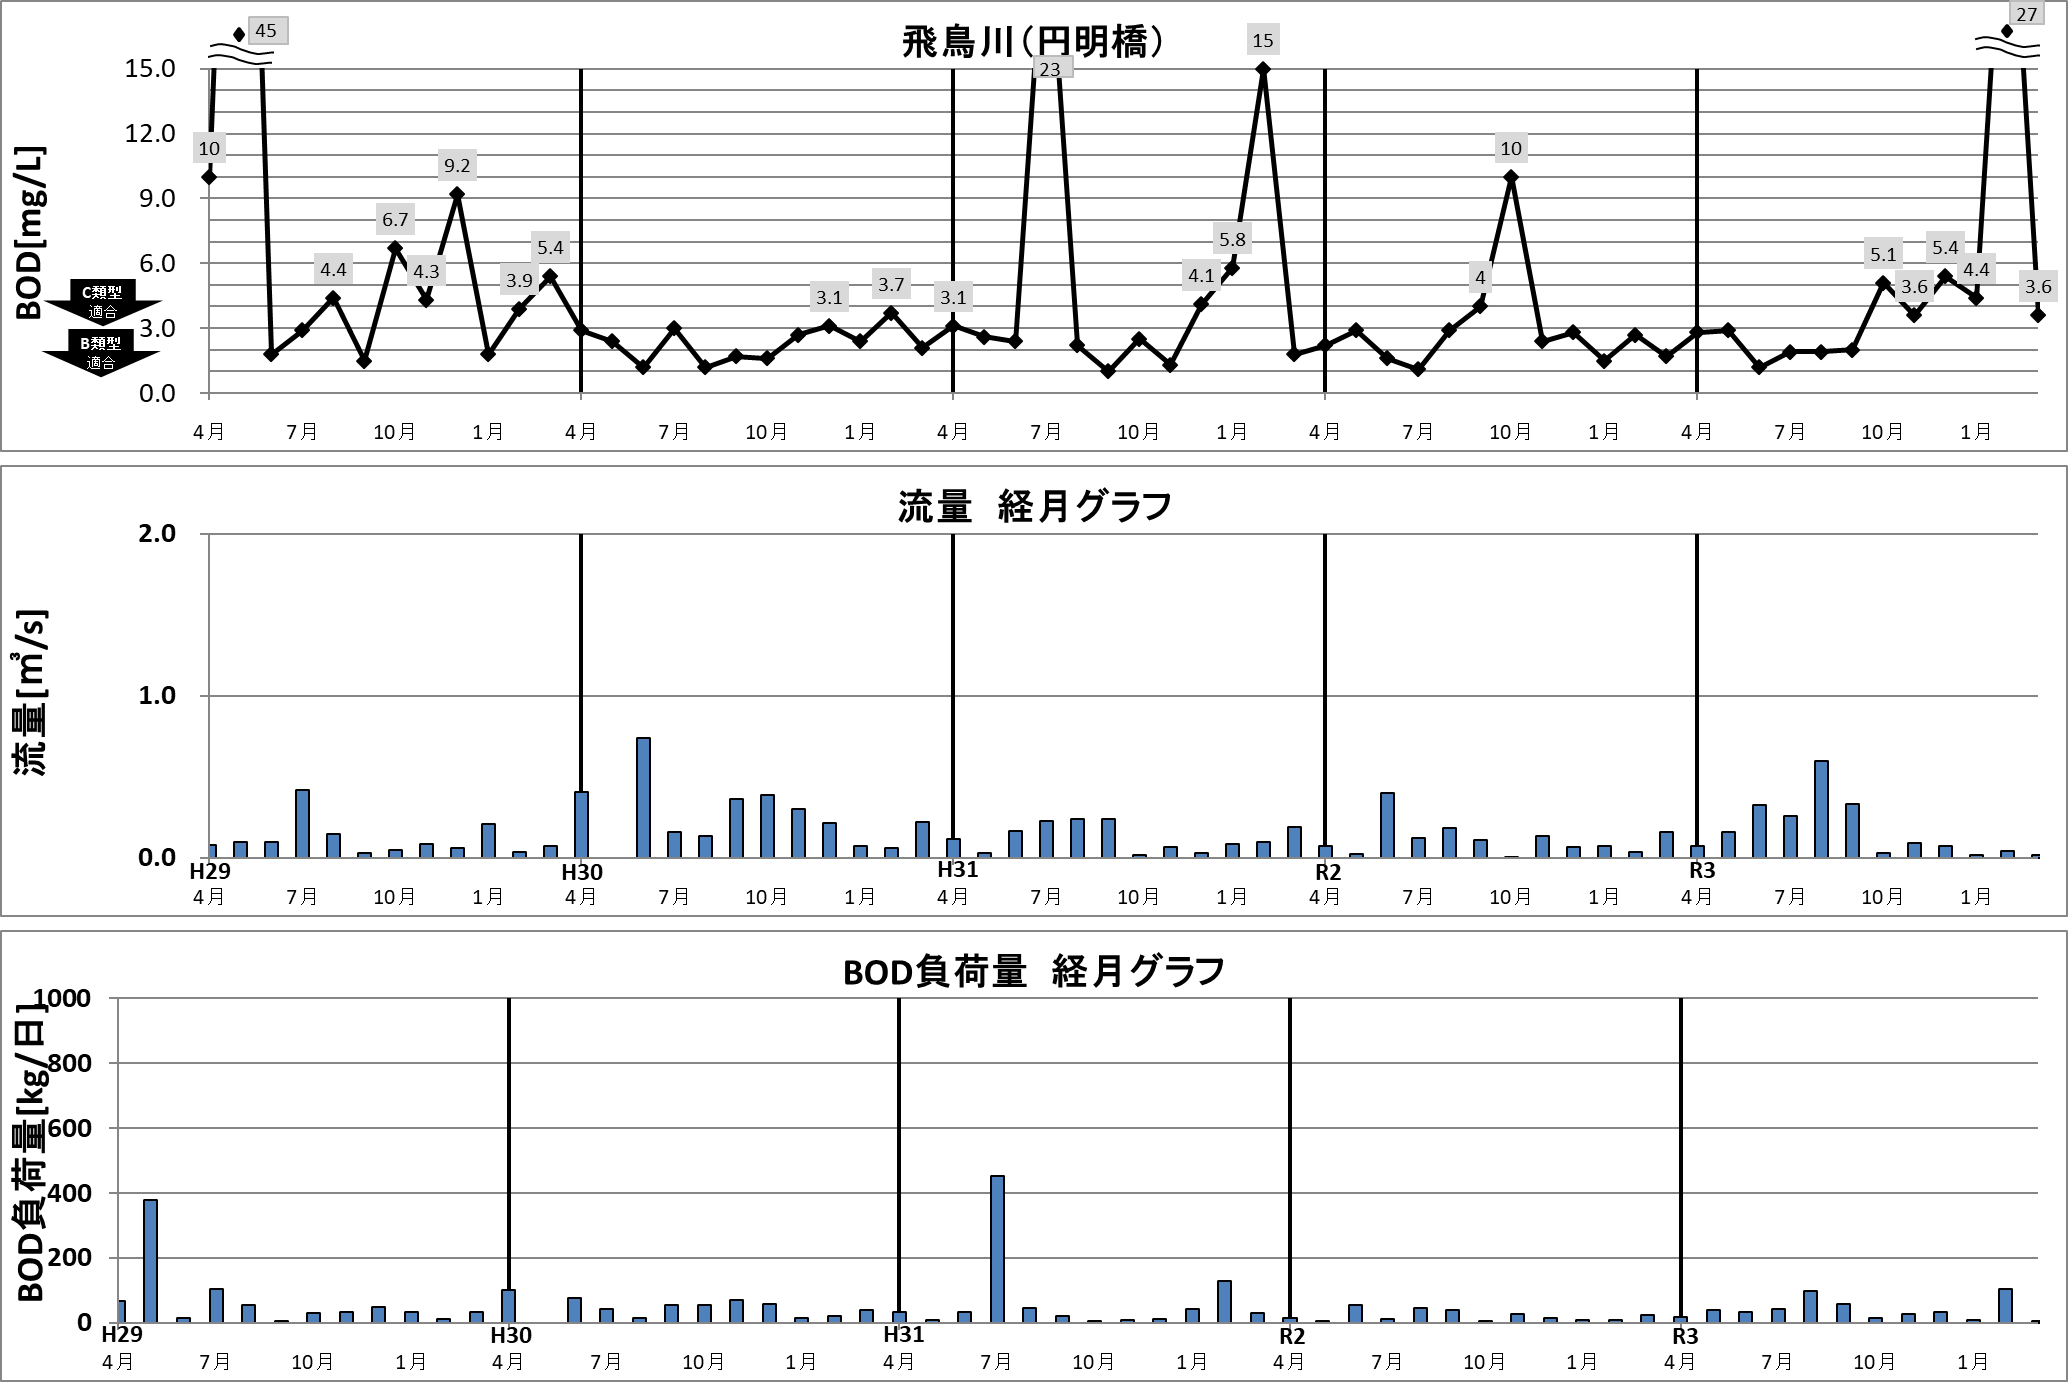 飛鳥川（円明橋）
BOD[mg/L]
15.0
12.0
9.0
6.0
3.0
0.0
C類型
適合
B類型
適合
10
45
4.4
6.7
4.3
9.2
3.9
5.4
3.1
3.7
3.1
23
4.1
5.8
15
4
10
5.1
3.6
5.4
4.4
27
3.6
4月 7月 10月 1月 4月 7月 10月 1月 4月 7月 10月 1月 4月 7月 10月 1月 4月 7月 10月 1月
流量　経月グラフ
流量[㎥/s]
2.0
1.0
0.0
H29 H30 H31 R2 R3
4月 7月 10月 1月 4月 7月 10月 1月 4月 7月 10月 1月 4月 7月 10月 1月 4月 7月 10月 1月
BOD負荷量　経月グラフ
BOD負荷量[kg/日]
1000
800
600
400
200
0
H29 H30 H31 R2 R3
4月 7月 10月 1月 4月 7月 10月 1月 4月 7月 10月 1月 4月 7月 10月 1月 4月 7月 10月 1月